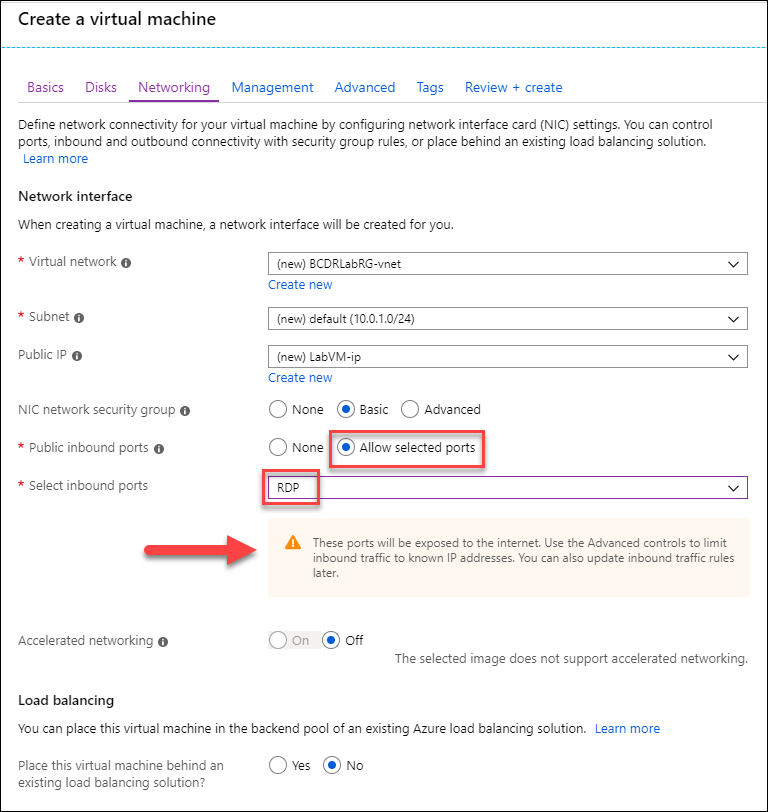 Create a virtual machine
Basics Disks Networking Management Advanced Tags Review + create
Define network connectivity for your virtual machine by configuring network interface card (NIC) settings. You can control
ports, inbound and outbound connectivity with security group rules, or place behind an existing load balancing solution.
Learn more
Network interface
When creating a virtual machine, a network interface will be created for you.
* Virtual network (new) BCDRLabRG-vnet
Create new
* Subnet (new) default (10.0.1.0/24)
Public IP (new) LabVM-ip
Create new
NIC network security group None Basic Advanced
* Public inbound ports None Allow selected ports
* Select inbound ports RDP
These ports will be exposed to the internet. Use the Advanced controls to limit
inbound traffic to known IP addresses. You can also update inbound traffic rules
later.
Accelerated networking On Off
The selected image does not support accelerated networking.
Load balancing
You can place this virtual machine in the backend pool of an existing Azure load balancing solution. Learn more
Place this virtual machine behind an Yes No
existing load balancing solution?